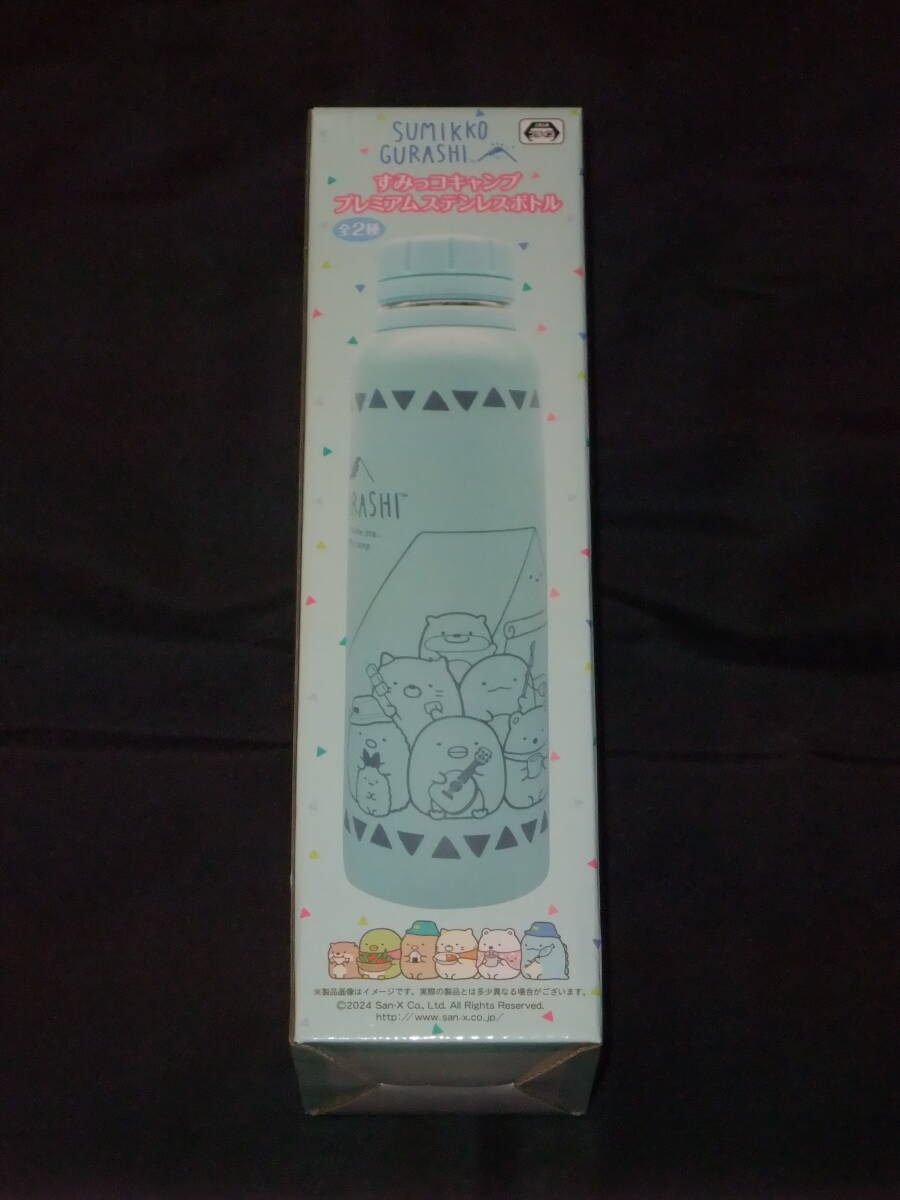 SUMIKKO
GURASHI™
すみっコキャンプ
プレミアムステンレスボトル
全2種
RASHI™
※製品画像はイメージです。実際の製品とは多少異なる場合がございます。
©2024 San-X Co., Ltd. All Rights Reserved.
http://www.san-x.co.jp/